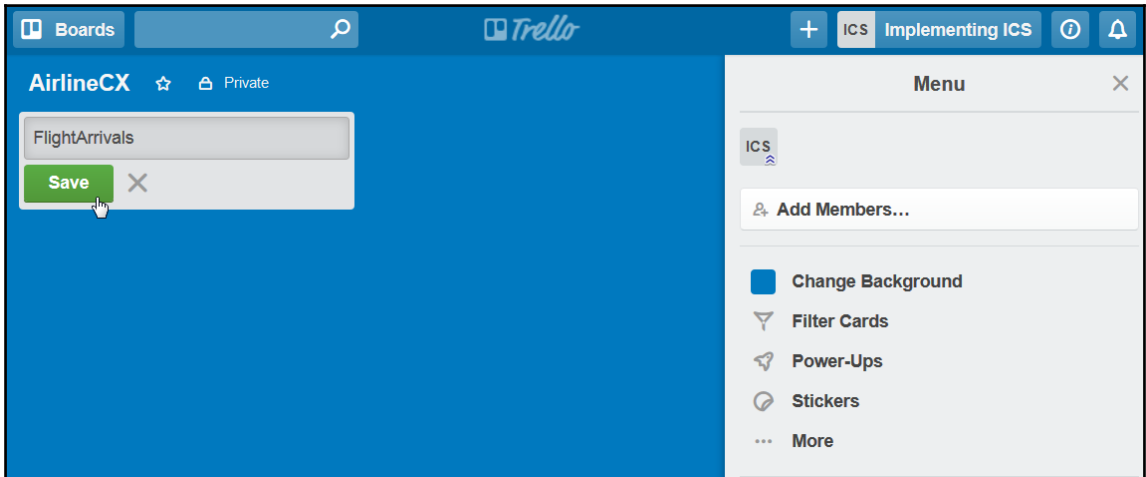 Boards
Trello
ICS Implementing ICS
AirlineCX
Private
FlightArrivals
Save
Menu
ICS
Add Members…
Change Background
Filter Cards
Power-Ups
Stickers
More